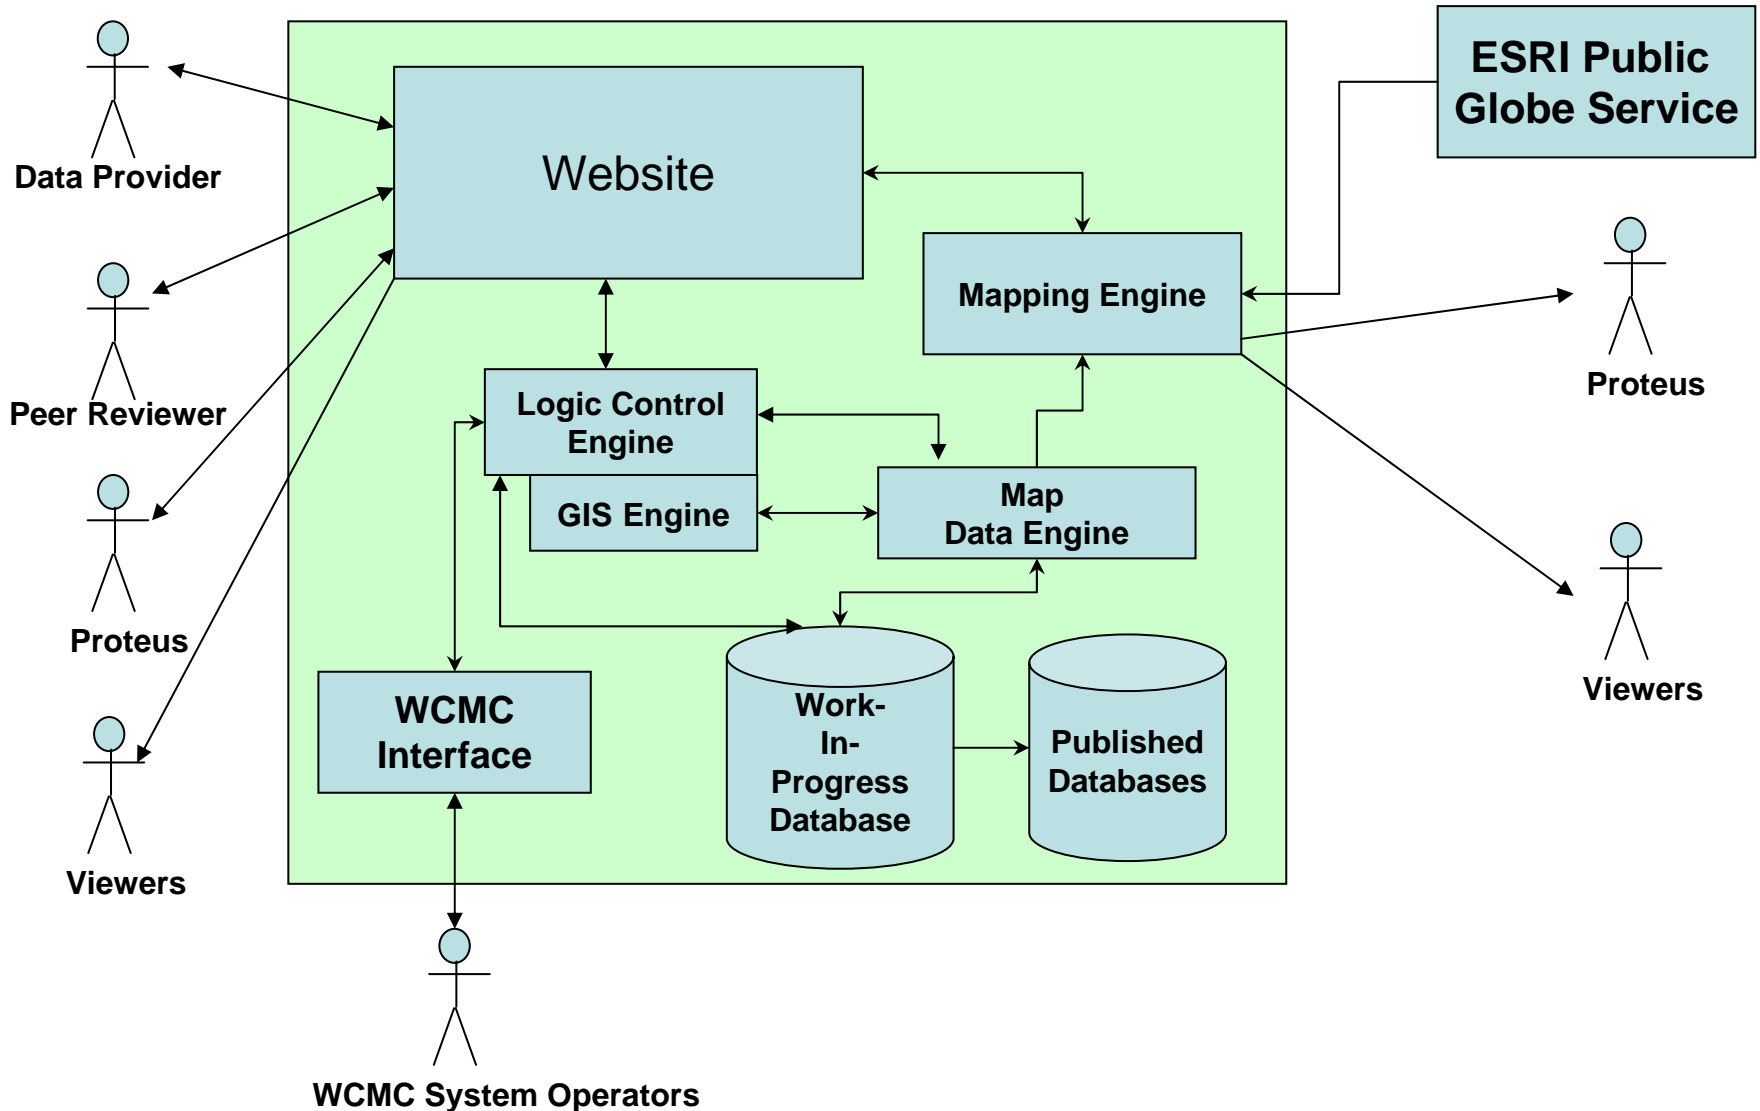 ESRI Public
Globe Service
Website
Data Provider
Mapping Engine
Proteus
Peer Reviewer
Logic Control
Engine
GIS Engine
Map
Data Engine
Proteus
Viewers
WCMC
Interface
Work-
In-
Progress
Database
Published
Databases
Viewers
WCMC System Operators